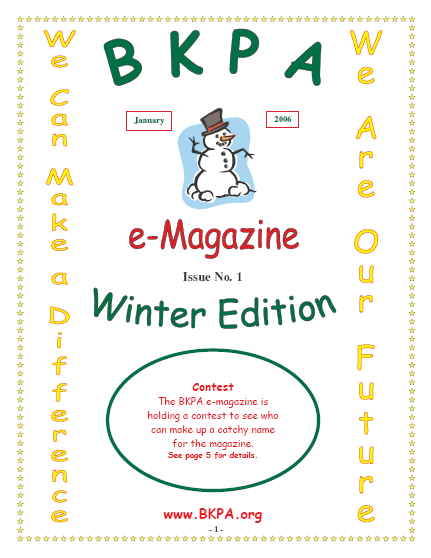 BKPA
We Can Make a Difference
We Are Our Future
January
2006
e-Magazine
Issue No. 1
Winter Edition
Contest
The BKPA e-magazine is
holding a contest to see who
can make up a catchy name
for the magazine.
See page 5 for details.
www.BKPA.org
- 1 -